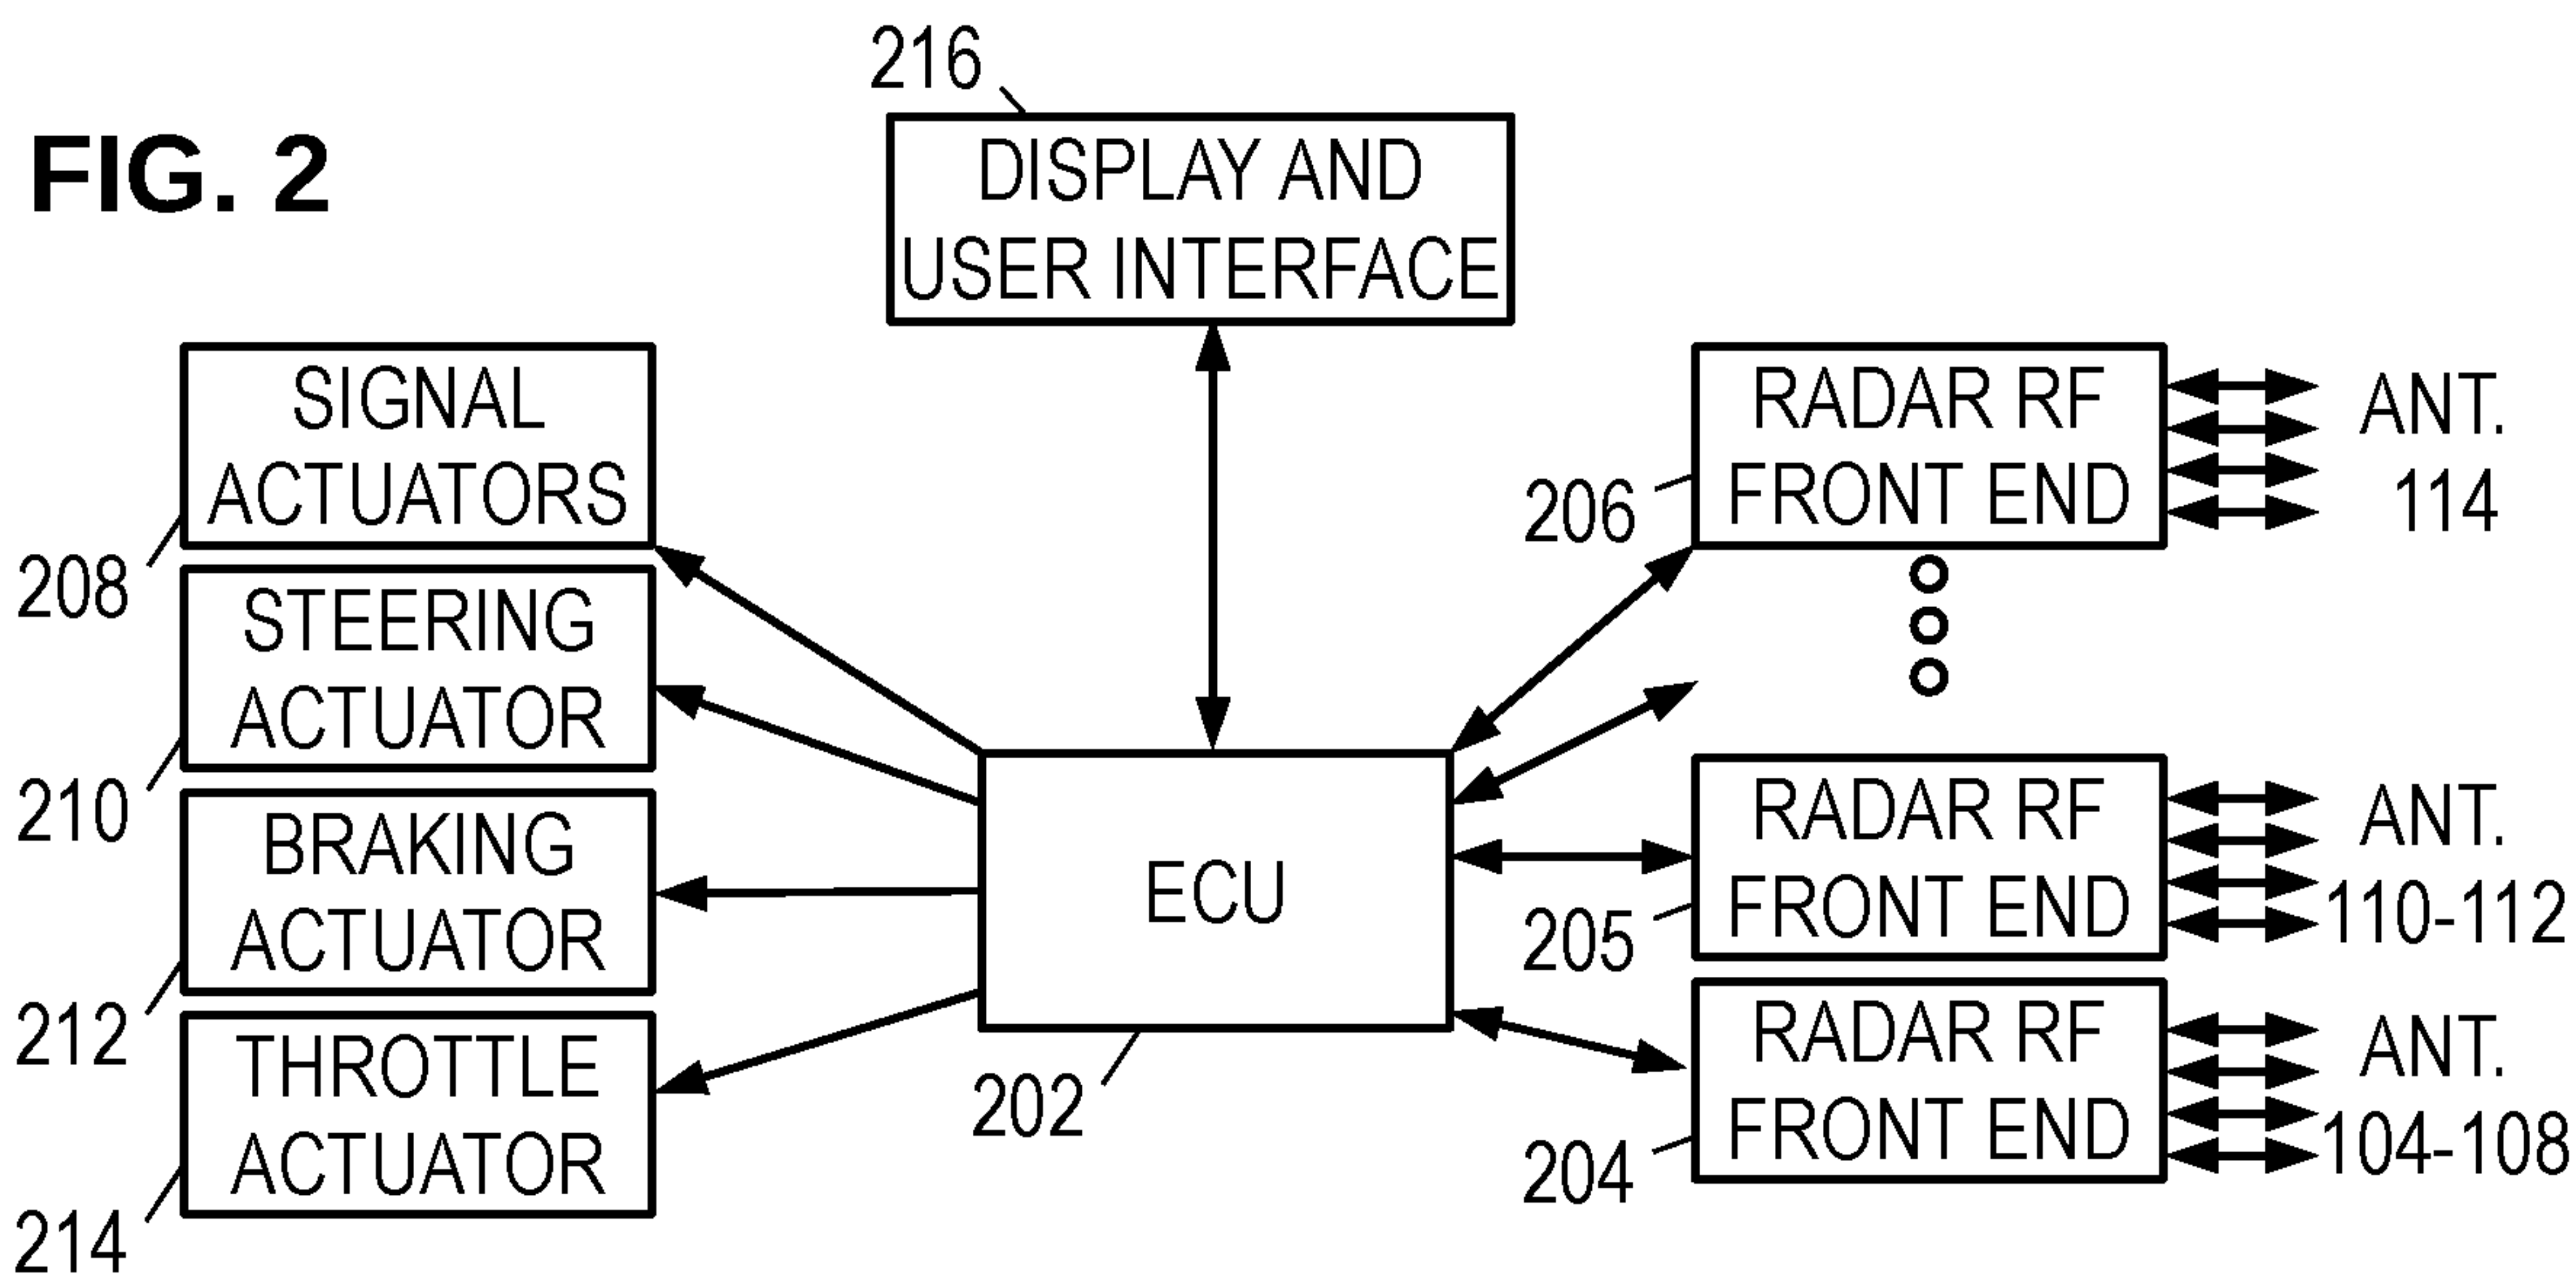 FIG. 2
216
DISPLAY AND
USER INTERFACE
SIGNAL
ACTUATORS
208
STEERING
ACTUATOR
210
BRAKING
ACTUATOR
212
THROTTLE
ACTUATOR
214
ECU
202
RADAR RF
FRONT END
206
ANT.
114
RADAR RF
FRONT END
205
ANT.
110-112
RADAR RF
FRONT END
204
ANT.
104-108